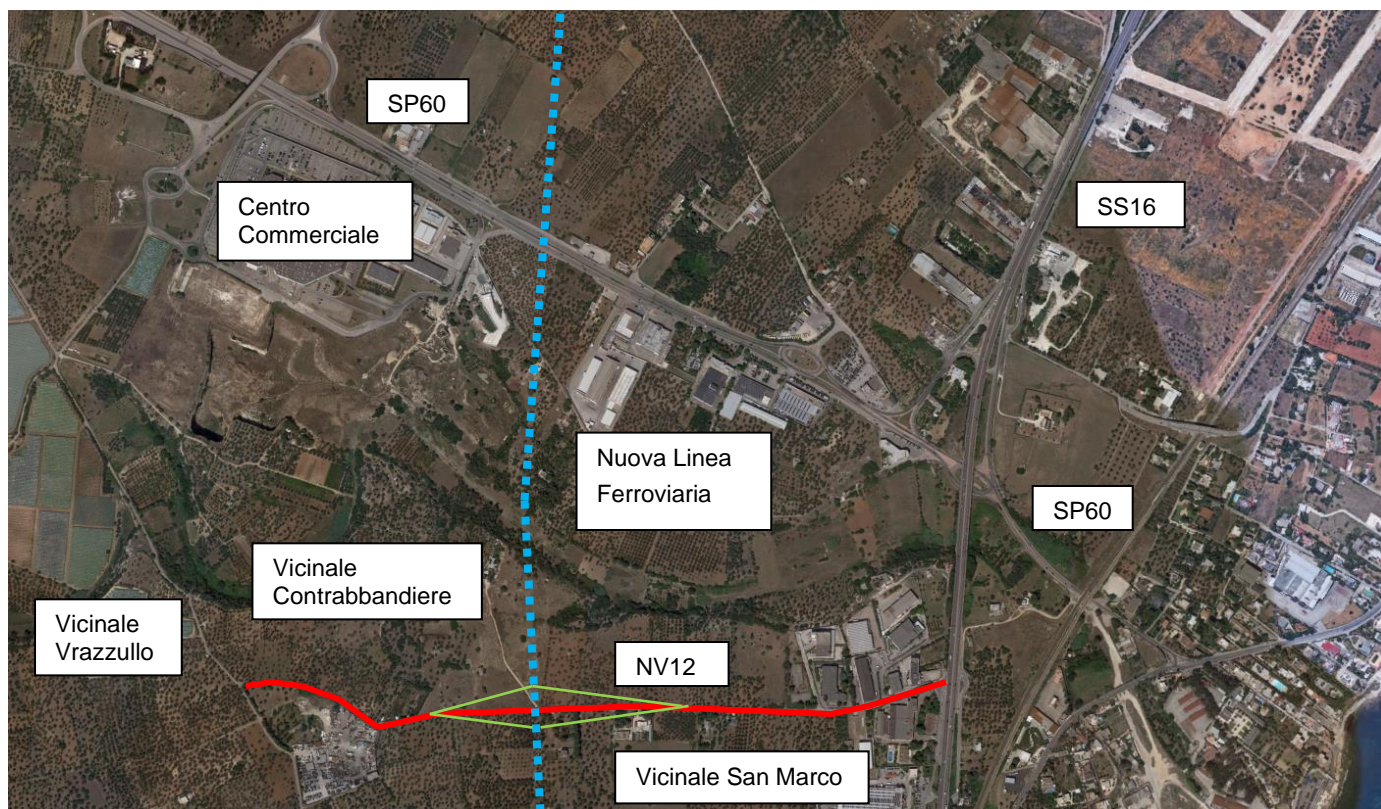 SP60
SS16
Centro
Commerciale
Nuova Linea
Ferroviaria
SP60
Vicinale
Contrabbandiere
Vicinale
Vrazzullo
NV12
Vicinale San Marco